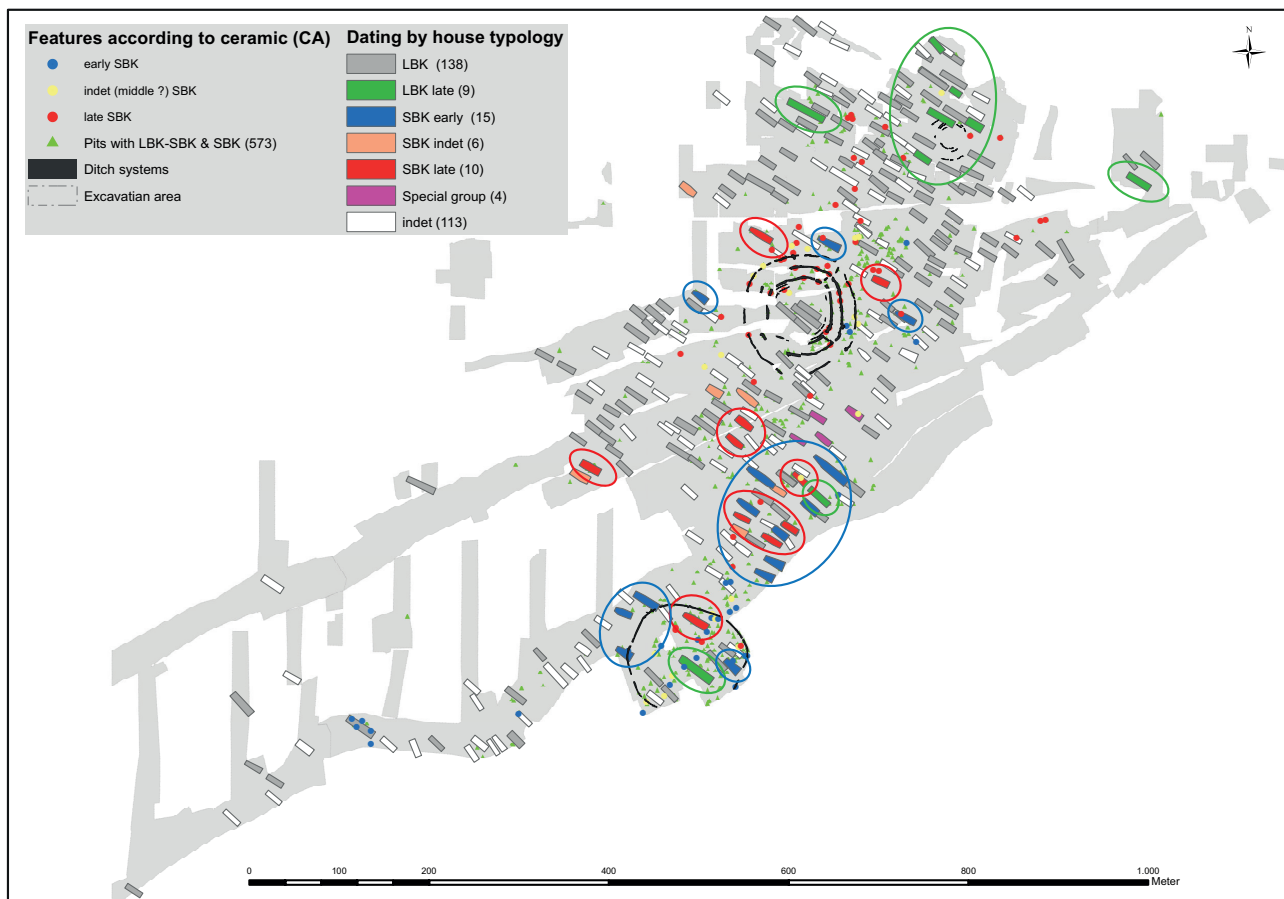 Features according to ceramic (CA)
early SBK
indet (middle ?) SBK
late SBK
Pits with LBK-SBK & SBK (573)
Ditch systems
Excavatian area
Dating by house typology
LBK (138)
LBK late (9)
SBK early (15)
SBK indet (6)
SBK late (10)
Special group (4)
indet (113)
N
0 100 200 400 600 800 1.000
Meter